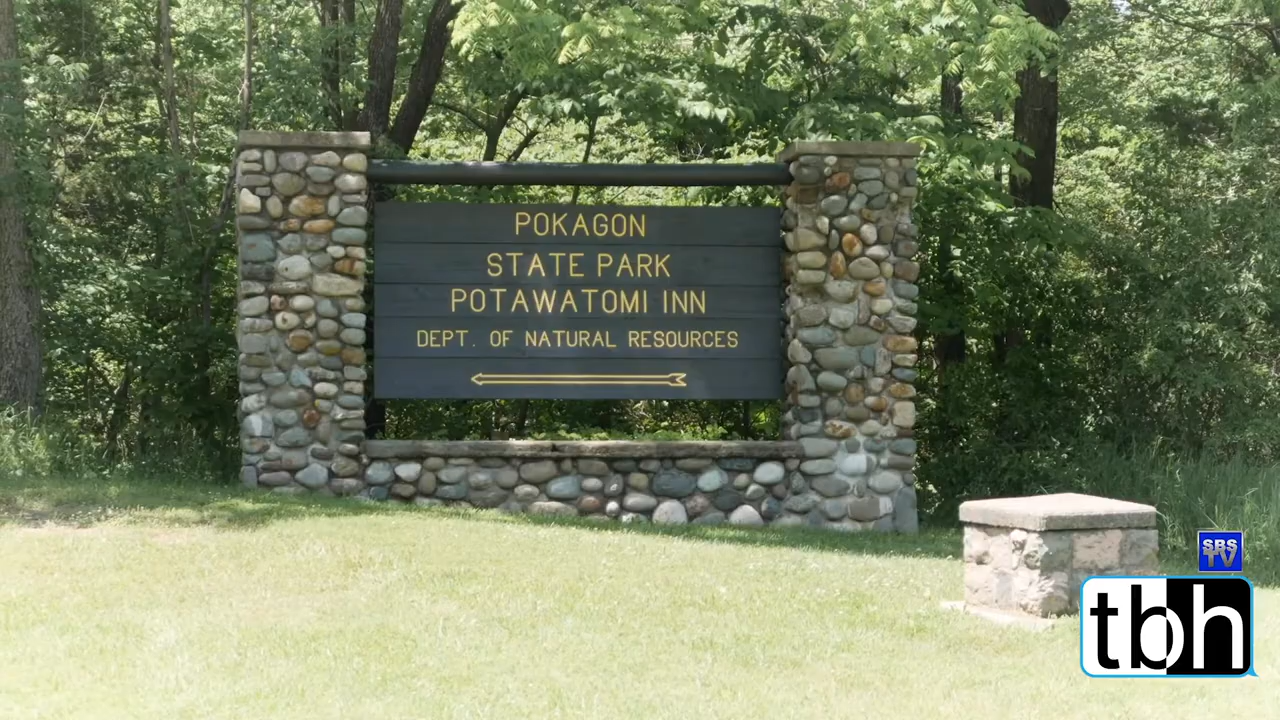 POKAGON
STATE PARK
POTAWATOMI INN
DEPT. OF NATURAL RESOURCES
SBS
TV
tbh